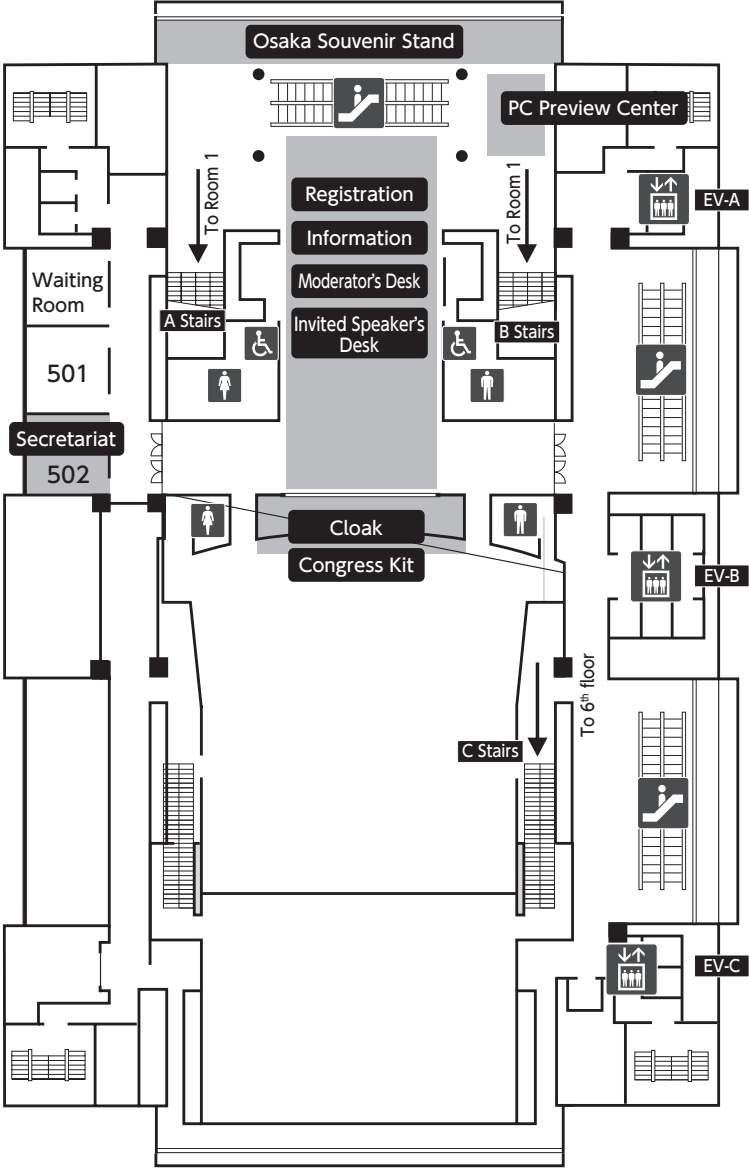 Osaka Souvenir Stand
PC Preview Center
To Room 1
To Room 1
Registration
EV-A
Information
Waiting
Room
Moderator's Desk
A Stairs
Invited Speaker's
Desk
B Stairs
501
Secretariat
502
Cloak
Congress Kit
EV-B
To 6th floor
C Stairs
EV-C